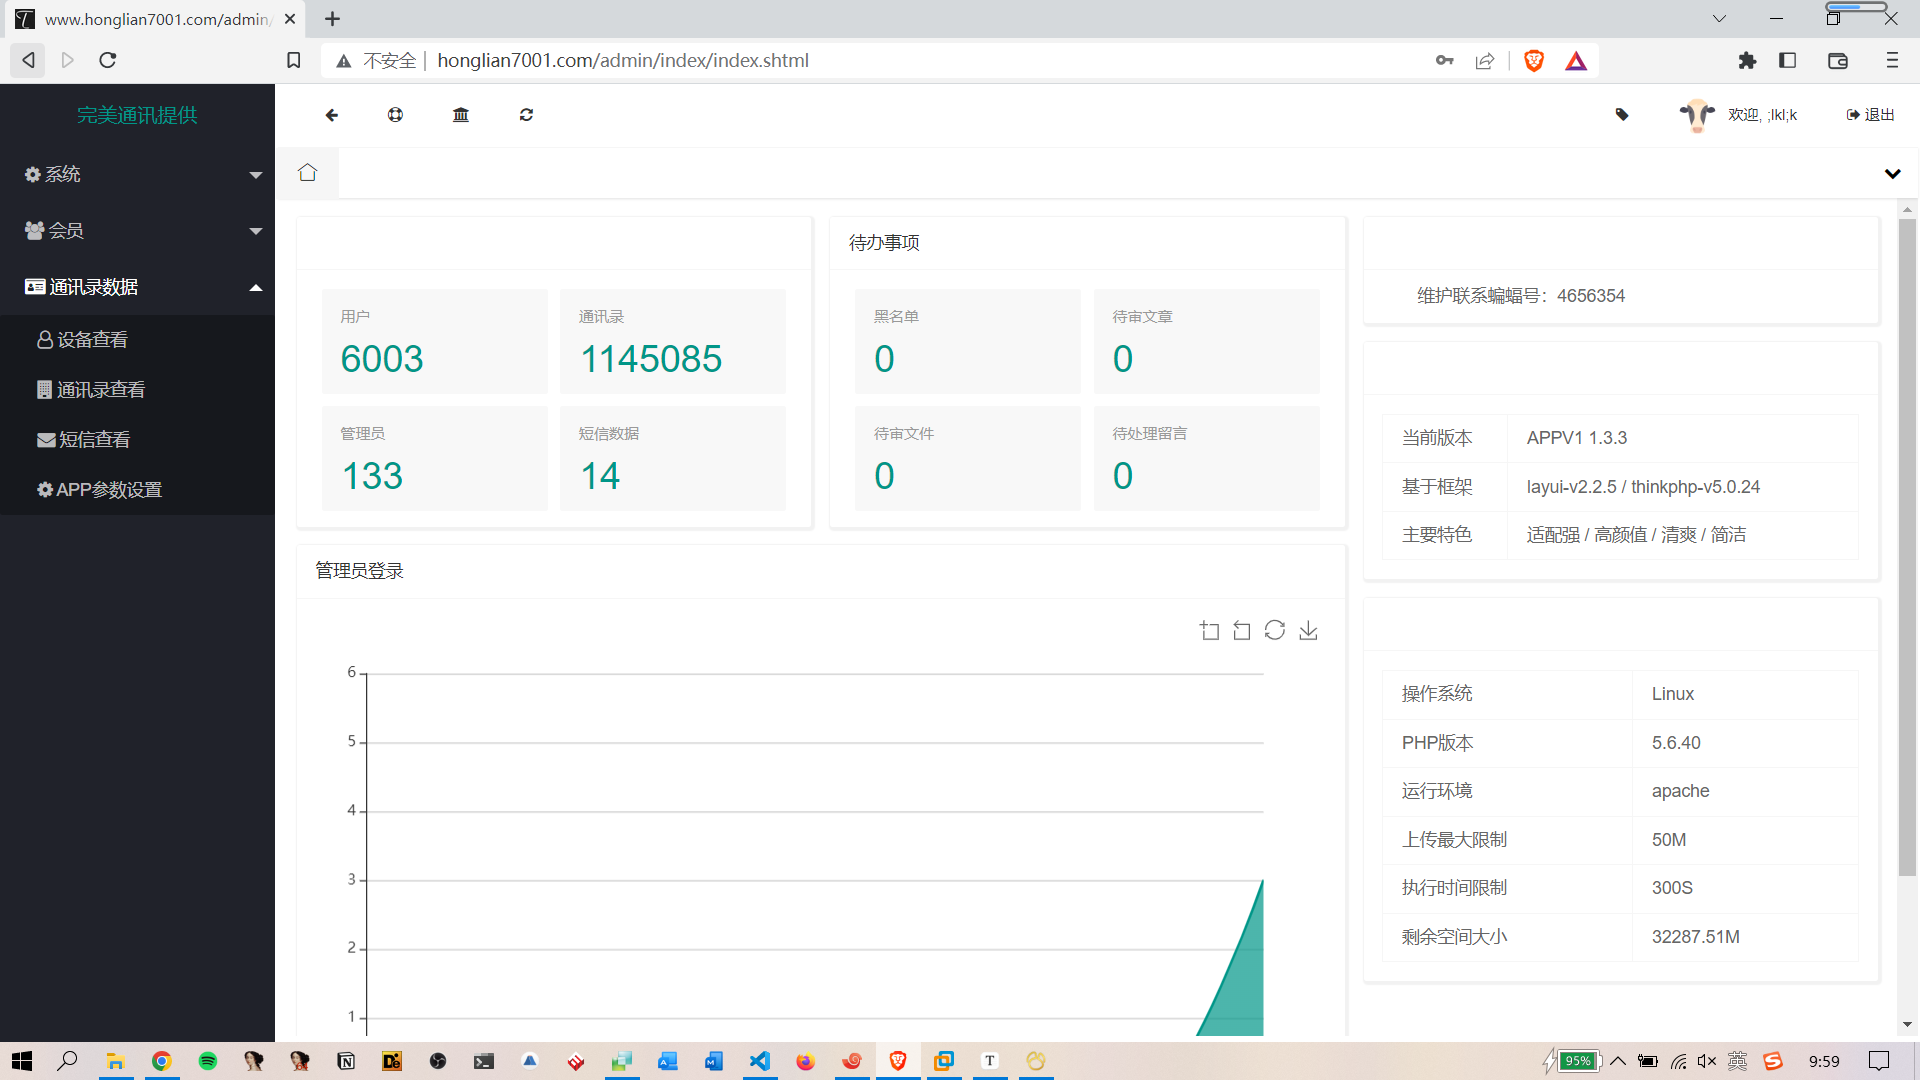 www.honglian7001.com/admin/
不安全
honglian7001.com/admin/index/index.shtml
完美通讯提供
欢迎, ;lkl;k
退出
系统
会员
通讯录数据
设备查看
通讯录查看
短信查看
APP参数设置
用户
6003
通讯录
1145085
管理员
133
短信数据
14
待办事项
黑名单
0
待审文章
0
待审文件
0
待处理留言
0
维护联系蝙蝠号：4656354
当前版本 APPV1 1.3.3
基于框架 layui-v2.2.5 / thinkphp-v5.0.24
主要特色 适配强 / 高颜值 / 清爽 / 简洁
管理员登录
6
5
4
3
2
1
操作系统 Linux
PHP版本 5.6.40
运行环境 apache
上传最大限制 50M
执行时间限制 300S
剩余空间大小 32287.51M
95%
英
9:59